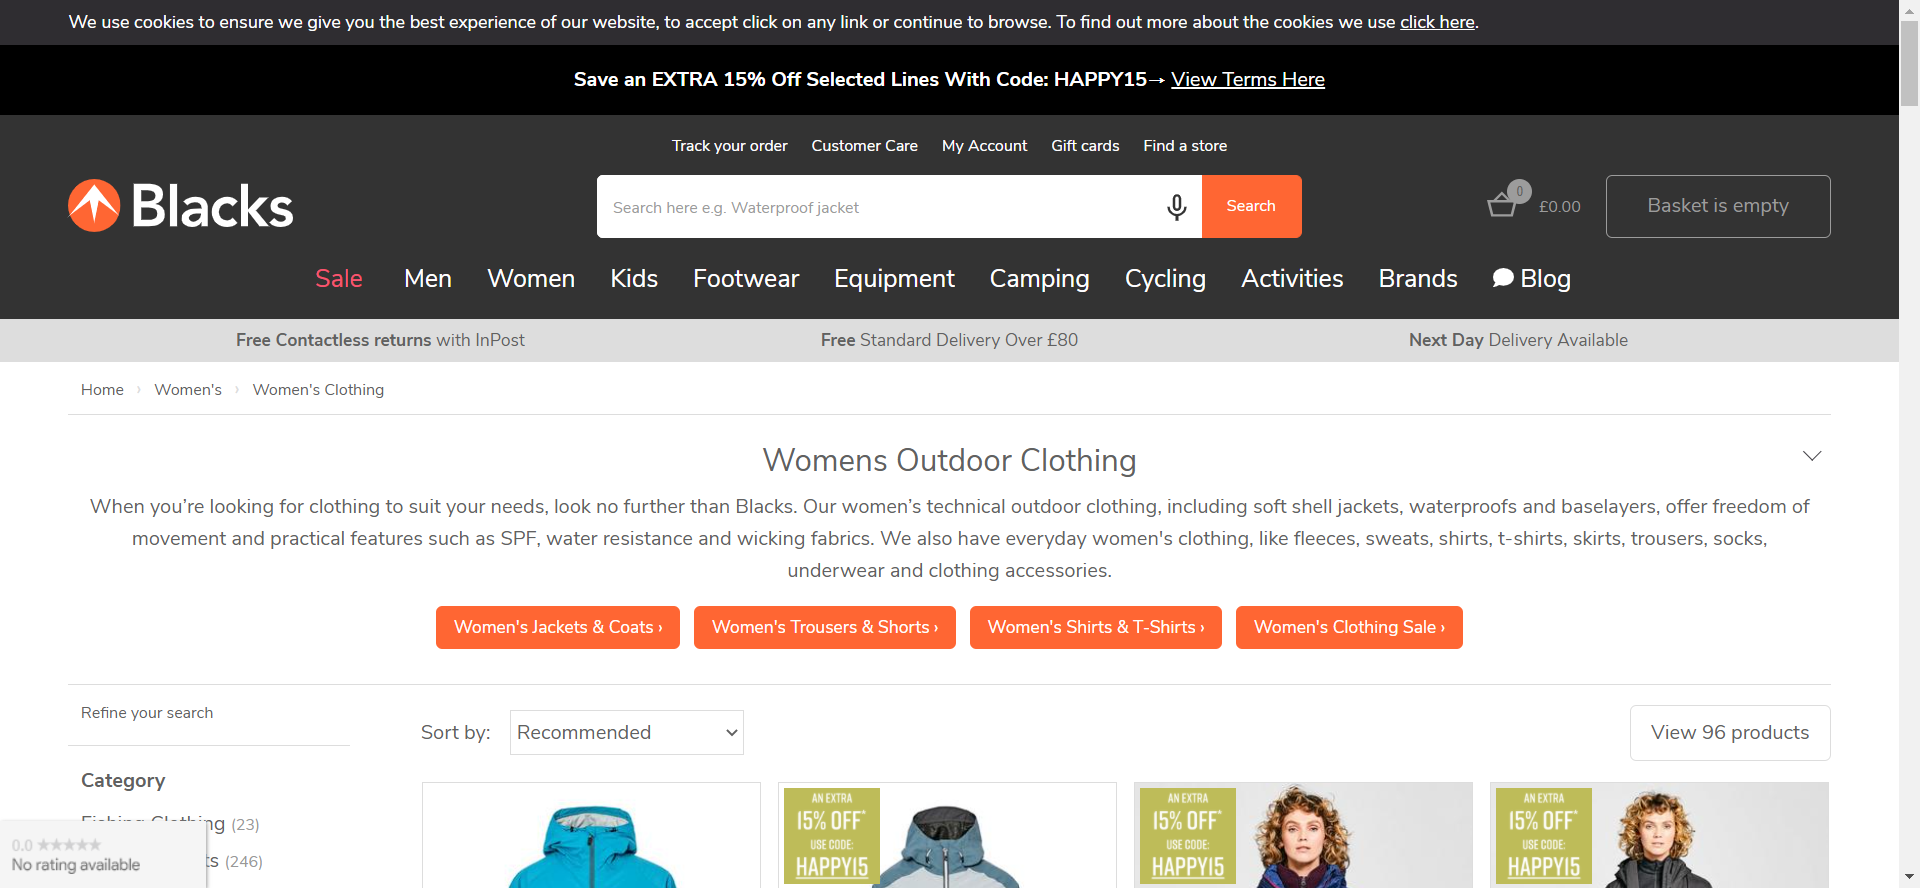 We use cookies to ensure we give you the best experience of our website, to accept click on any link or continue to browse. To find out more about the cookies we use click here.
Save an EXTRA 15% Off Selected Lines With Code: HAPPY15→ View Terms Here
Track your order Customer Care My Account Gift cards Find a store
Blacks
Search here e.g. Waterproof jacket
Search
0
£0.00
Basket is empty
Sale Men Women Kids Footwear Equipment Camping Cycling Activities Brands Blog
Free Contactless returns with InPost
Free Standard Delivery Over £80
Next Day Delivery Available
Home › Women's › Women's Clothing
Womens Outdoor Clothing
When you’re looking for clothing to suit your needs, look no further than Blacks. Our women’s technical outdoor clothing, including soft shell jackets, waterproofs and baselayers, offer freedom of
movement and practical features such as SPF, water resistance and wicking fabrics. We also have everyday women's clothing, like fleeces, sweats, shirts, t-shirts, skirts, trousers, socks,
underwear and clothing accessories.
Women's Jackets & Coats › Women's Trousers & Shorts › Women's Shirts & T-Shirts › Women's Clothing Sale ›
Refine your search
Sort by: Recommended
View 96 products
Category
Fishing Clothing (23)
ts (246)
0.0 ★★★★★
No rating available
AN EXTRA
15% OFF*
USE CODE:
HAPPY15
AN EXTRA
15% OFF*
USE CODE:
HAPPY15
AN EXTRA
15% OFF*
USE CODE:
HAPPY15